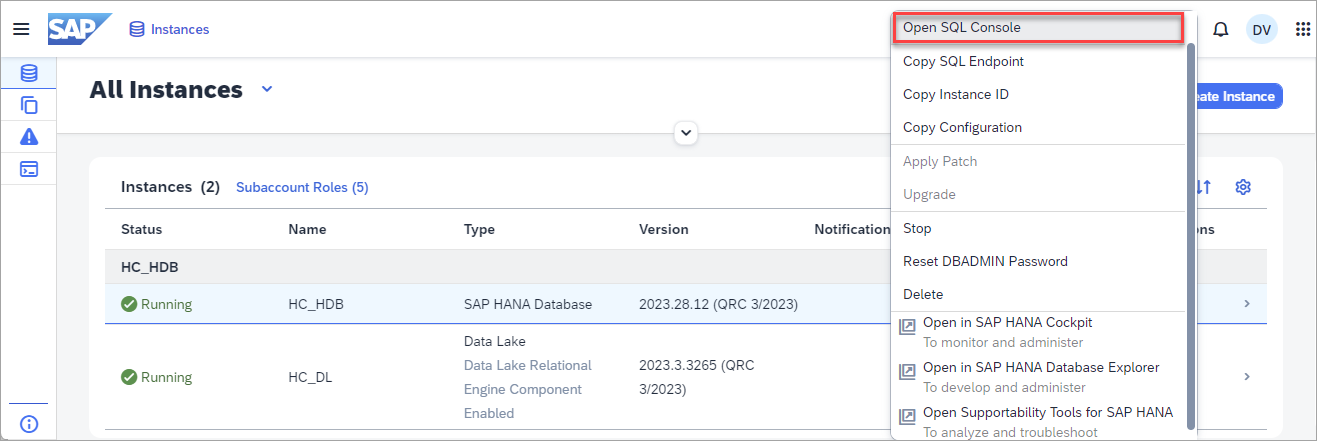 SAP
Instances
DV
All Instances
eate Instance
Instances (2)
Subaccount Roles (5)
Status
Name
Type
Version
Notification
ns
HC_HDB
Running
HC_HDB
SAP HANA Database
2023.28.12 (QRC 3/2023)
Running
HC_DL
Data Lake
Data Lake Relational
Engine Component
Enabled
2023.3.3265 (QRC
3/2023)
Open SQL Console
Copy SQL Endpoint
Copy Instance ID
Copy Configuration
Apply Patch
Upgrade
Stop
Reset DBADMIN Password
Delete
Open in SAP HANA Cockpit
To monitor and administer
Open in SAP HANA Database Explorer
To develop and administer
Open Supportability Tools for SAP HANA
To analyze and troubleshoot